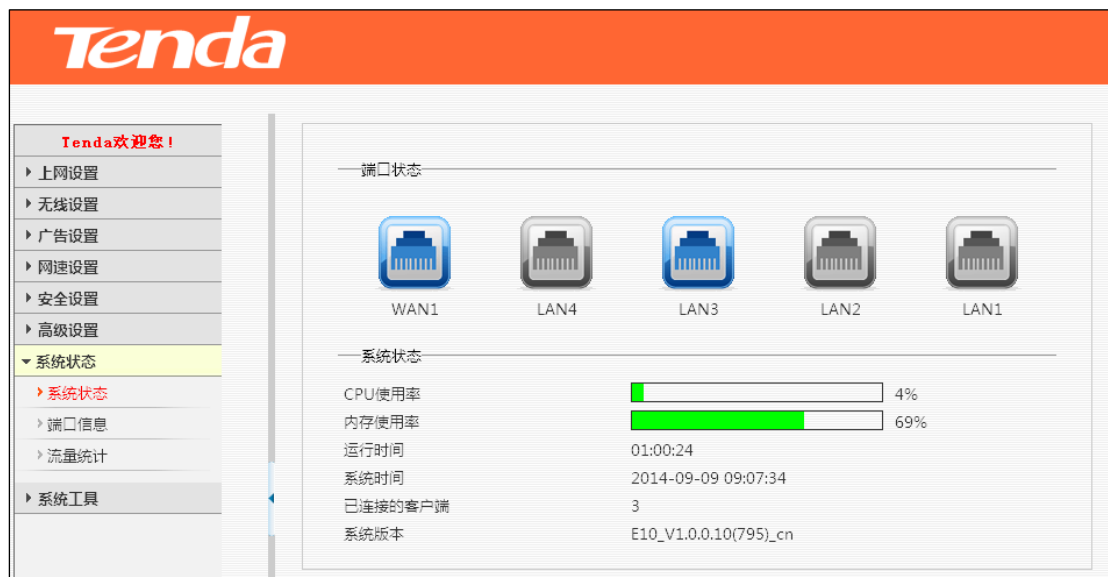 Tenda
Tenda欢迎您!
上网设置
无线设置
广告设置
网速设置
安全设置
高级设置
系统状态
系统状态
端口信息
流量统计
系统工具
端口状态
WAN1 LAN4 LAN3 LAN2 LAN1
系统状态
CPU使用率 4%
内存使用率 69%
运行时间 01:00:24
系统时间 2014-09-09 09:07:34
已连接的客户端 3
系统版本 E10_V1.0.0.10(795)_cn